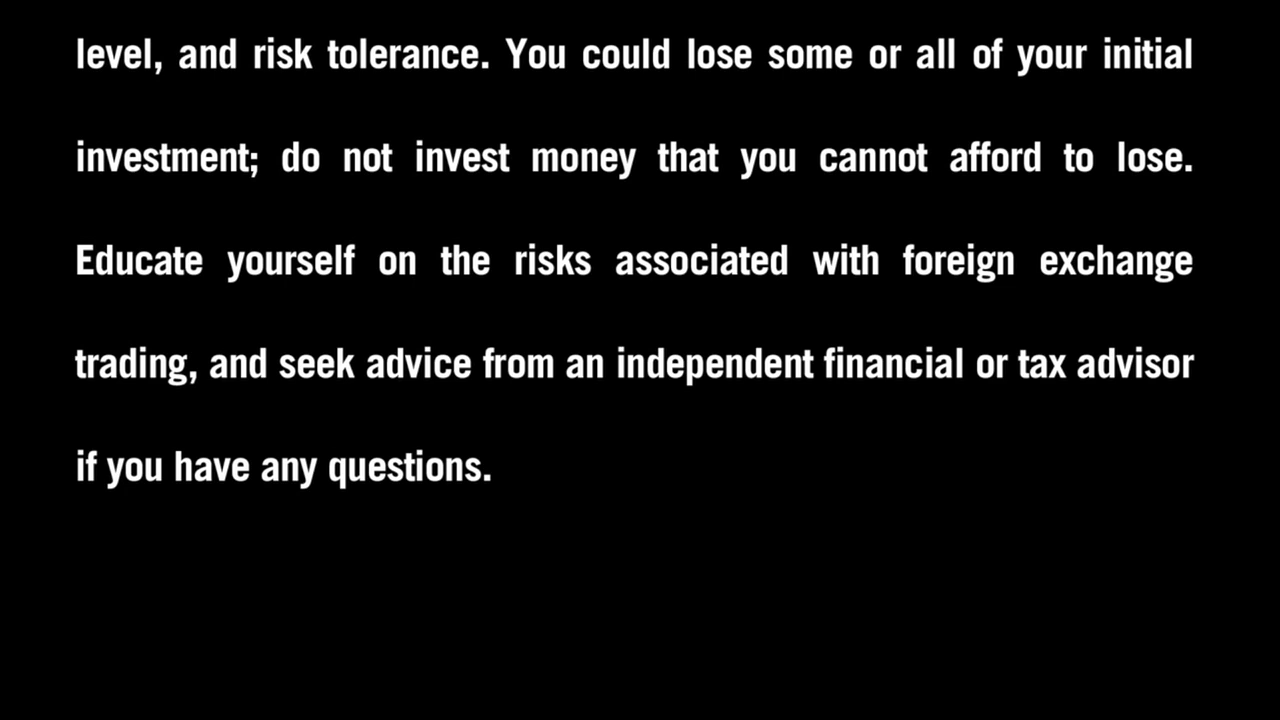 level, and risk tolerance. You could lose some or all of your initial
investment; do not invest money that you cannot afford to lose.
Educate yourself on the risks associated with foreign exchange
trading, and seek advice from an independent financial or tax advisor
if you have any questions.